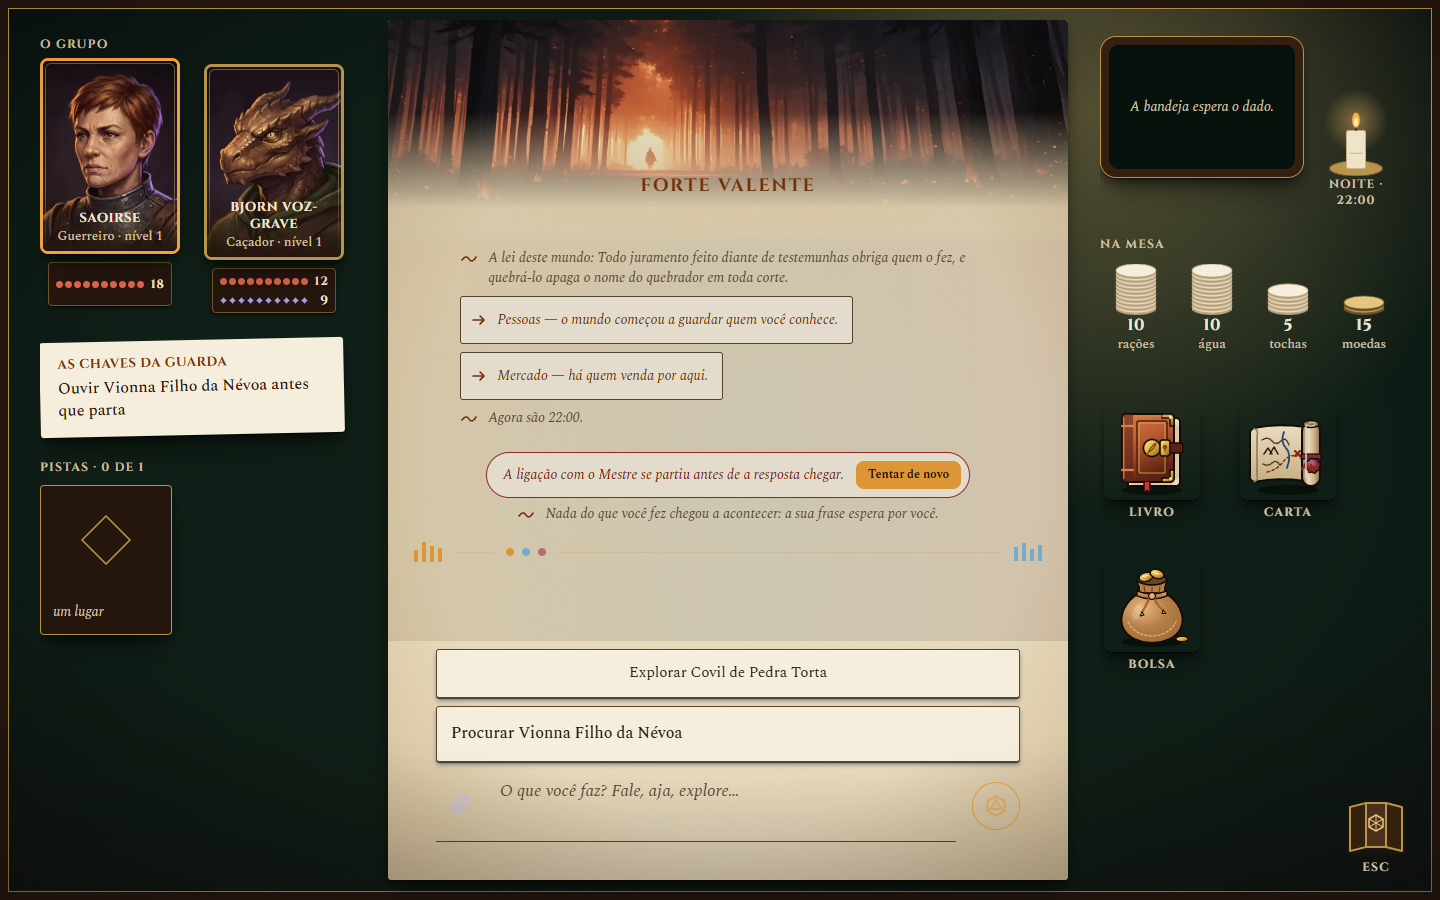 O GRUPO
SAOIRSE
Guerreiro · nível 1
18
BJORN VOZ-
GRAVE
Caçador · nível 1
12
9
AS CHAVES DA GUARDA
Ouvir Vionna Filho da Névoa antes
que parta
PISTAS · 0 DE 1
um lugar
FORTE VALENTE
A lei deste mundo: Todo juramento feito diante de testemunhas obriga quem o fez, e
quebrá-lo apaga o nome do quebrador em toda corte.
Pessoas — o mundo começou a guardar quem você conhece.
Mercado — há quem venda por aqui.
Agora são 22:00.
A ligação com o Mestre se partiu antes de a resposta chegar.
Tentar de novo
Nada do que você fez chegou a acontecer: a sua frase espera por você.
Explorar Covil de Pedra Torta
Procurar Vionna Filho da Névoa
O que você faz? Fale, aja, explore...
A bandeja espera o dado.
NOITE ·
22:00
NA MESA
10
rações
10
água
5
tochas
15
moedas
LIVRO
CARTA
BOLSA
ESC